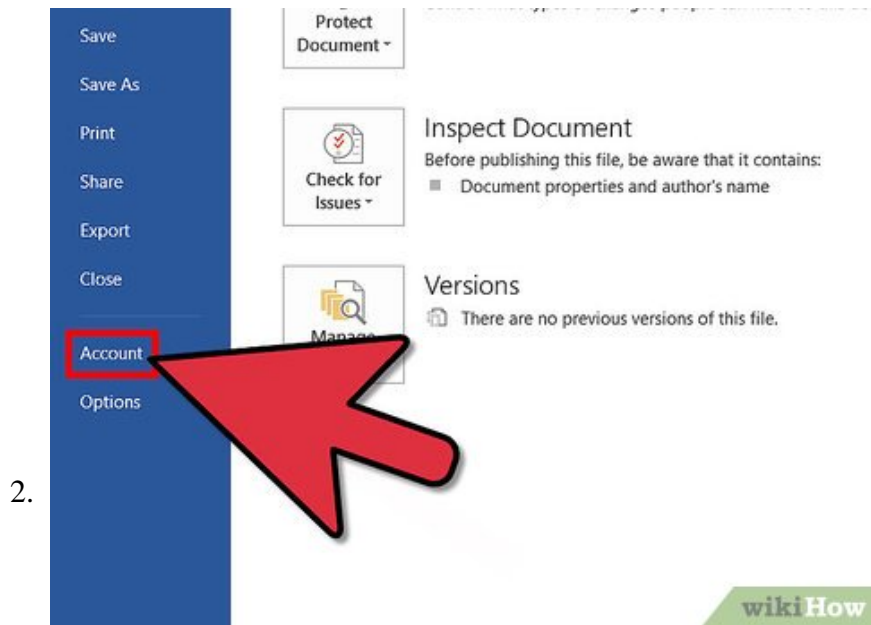 Save
Protect
Document
Save As
Print
Inspect Document
Before publishing this file, be aware that it contains:
Share
Check for
Issues
Document properties and author's name
Export
Close
Versions
There are no previous versions of this file.
Manage
Account
Options
2.
wikiHow